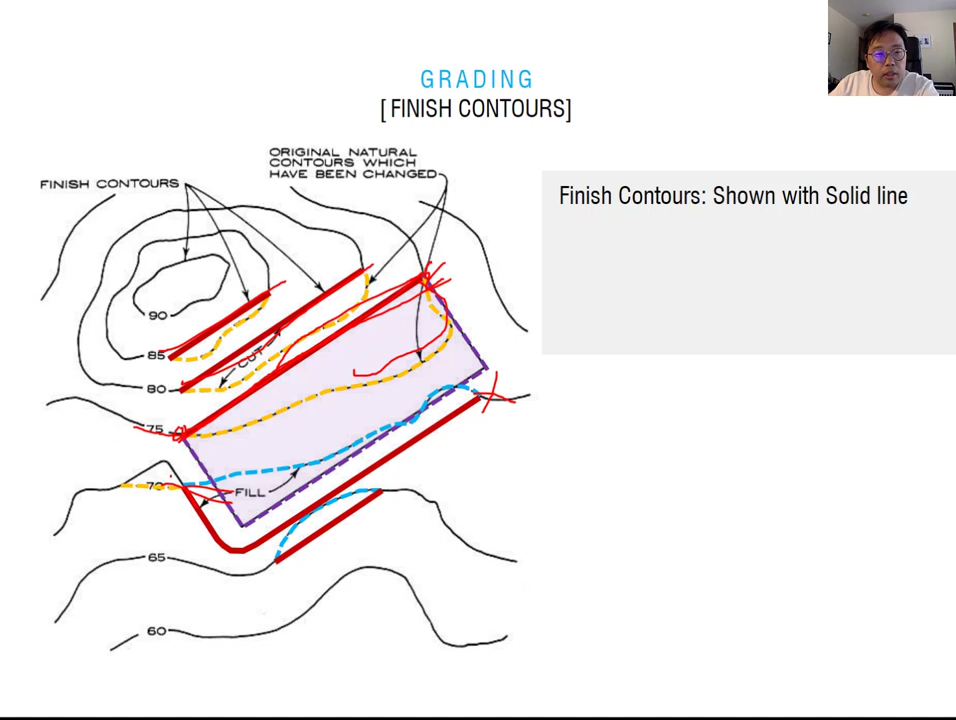 GRADING
[ FINISH CONTOURS]
ORIGINAL NATURAL
CONTOURS WHICH
HAVE BEEN CHANGED
FINISH CONTOURS
Finish Contours: Shown with Solid line
90
85
CUT
80
75
70
FILL
65
60